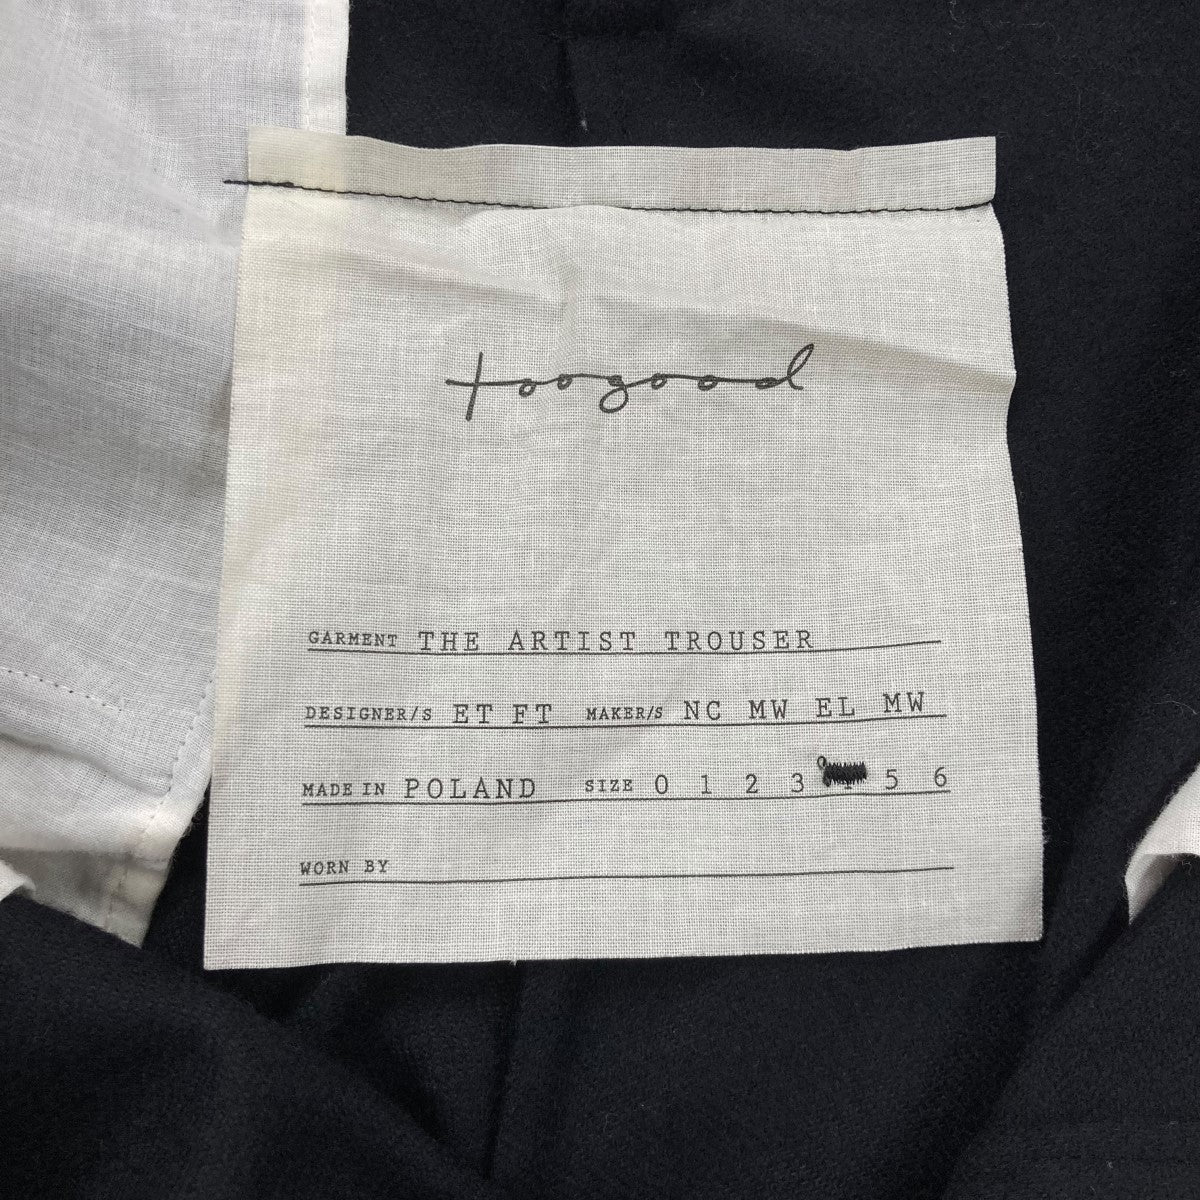 toogood
GARMENT THE ARTIST TROUSER
DESIGNER/S ET FT MAKER/S NC MW EL MW
MADE IN POLAND SIZE 0 1 2 3 5 6
WORN BY